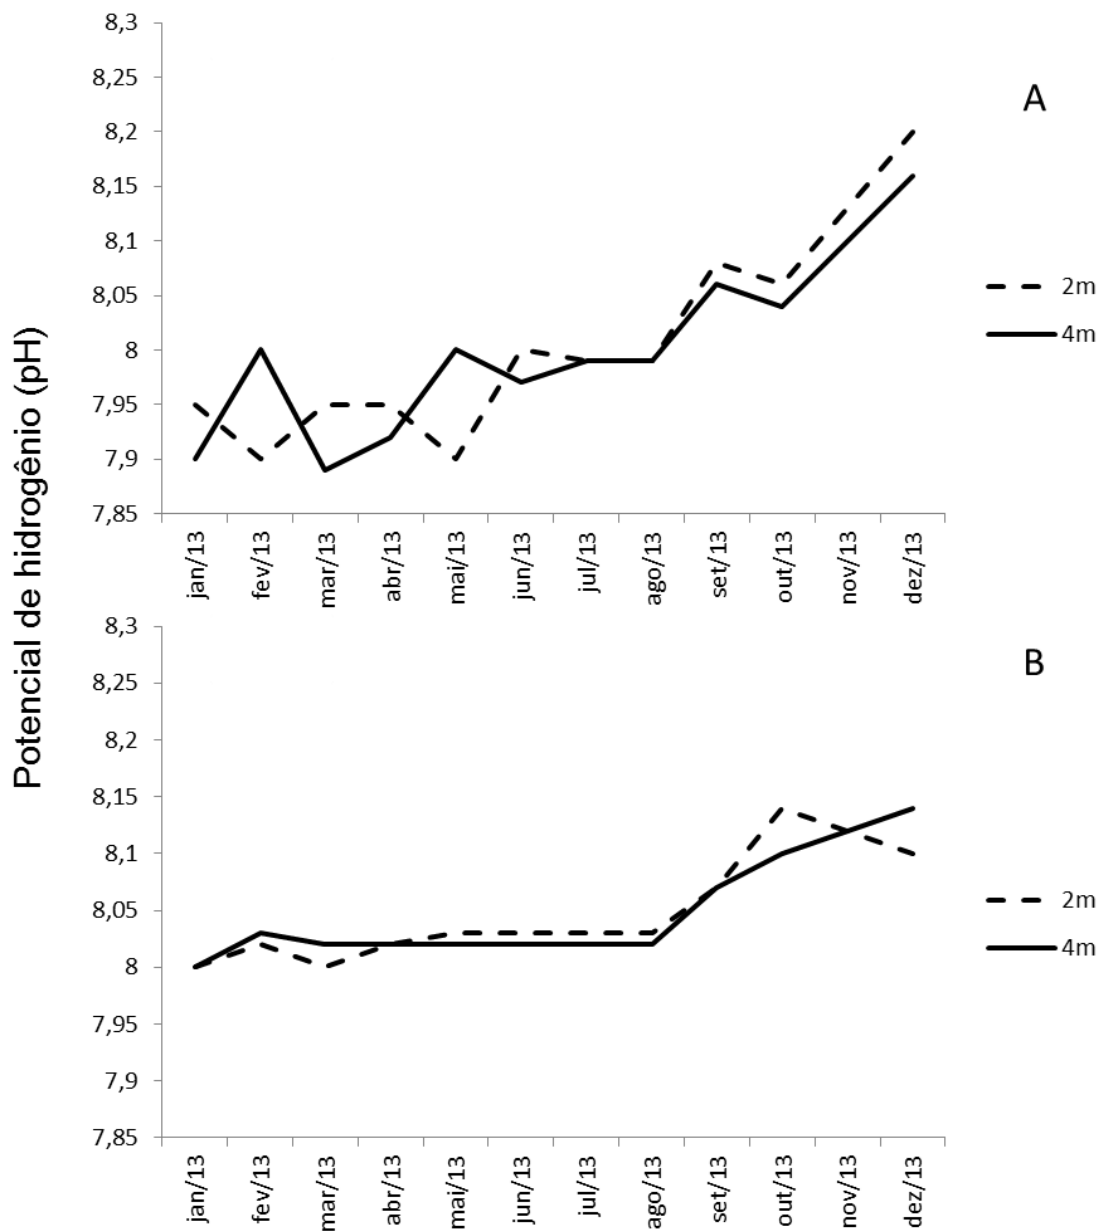 Potencial de hidrogênio (pH)
8,3
8,25
8,2
8,15
8,1
8,05
8
7,95
7,9
7,85
jan/13
fev/13
mar/13
abr/13
mai/13
jun/13
jul/13
ago/13
set/13
out/13
nov/13
dez/13
A
2m
4m
8,3
8,25
8,2
8,15
8,1
8,05
8
7,95
7,9
7,85
jan/13
fev/13
mar/13
abr/13
mai/13
jun/13
jul/13
ago/13
set/13
out/13
nov/13
dez/13
B
2m
4m